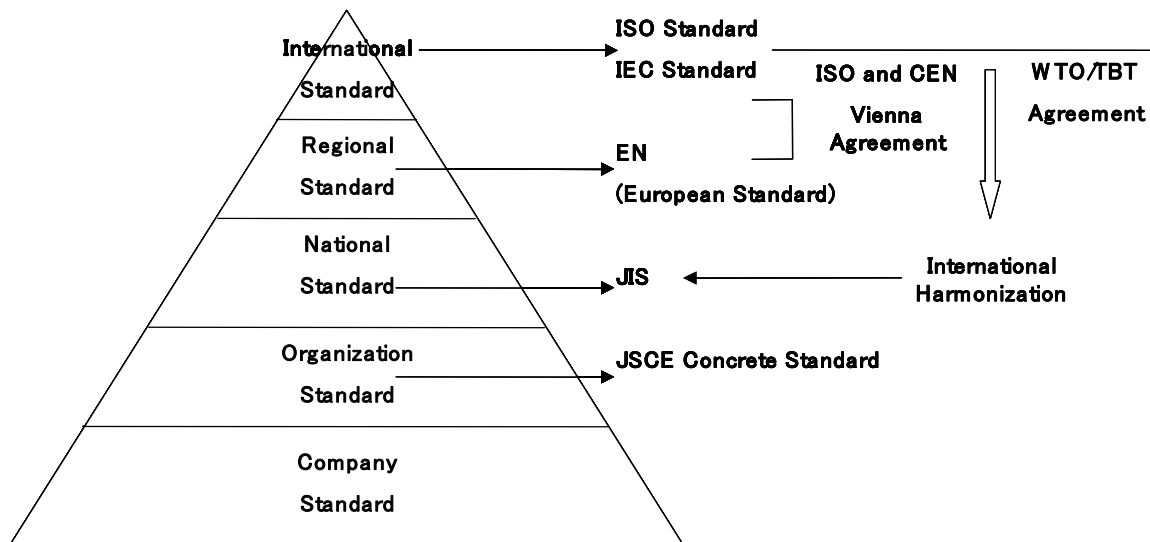 International
Standard
Regional
Standard
National
Standard
Organization
Standard
Company
Standard
ISO Standard
IEC Standard
EN
(European Standard)
JIS
JSCE Concrete Standard
ISO and CEN
Vienna
Agreement
WTO/TBT
Agreement
International
Harmonization